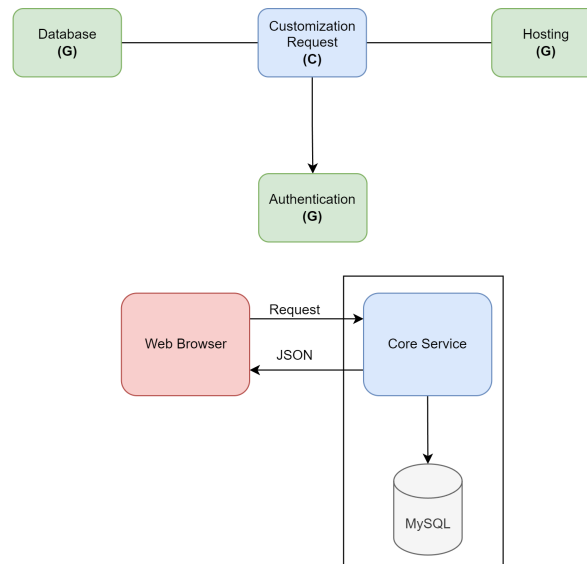 Database
(G)
Customization
Request
(C)
Hosting
(G)
Authentication
(G)
Request
Web Browser
Core Service
JSON
MySQL